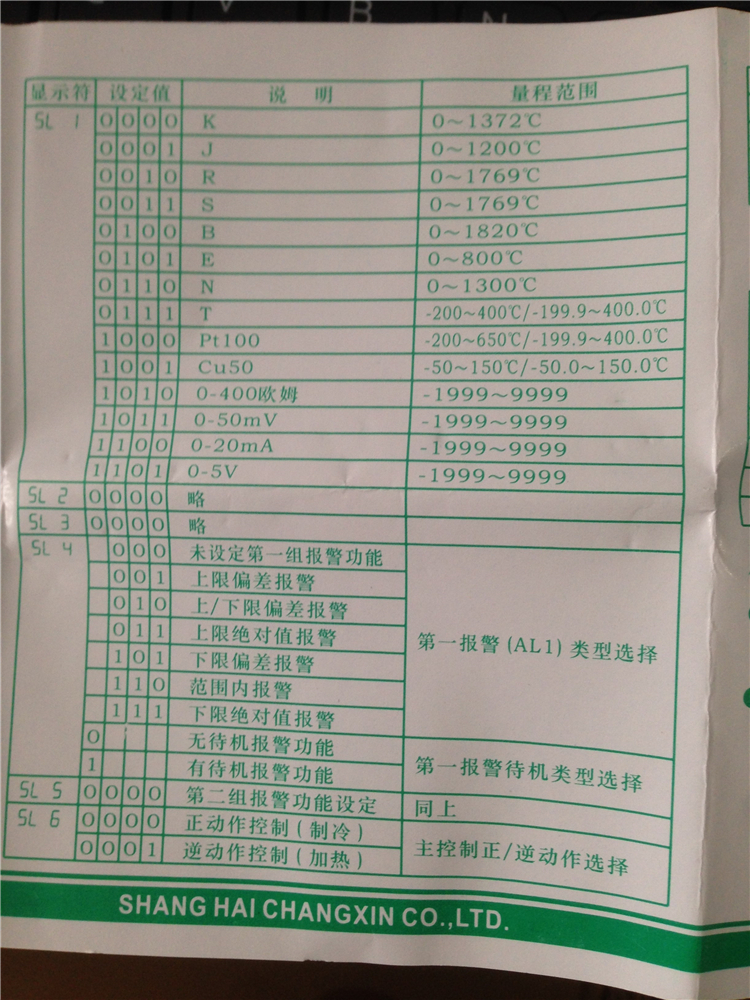 显示符 设定值 说 明 量程范围
SL 1 0 0 0 0 K 0～1372℃
0 0 0 1 J 0～1200℃
0 0 1 0 R 0～1769℃
0 0 1 1 S 0～1769℃
0 1 0 0 B 0～1820℃
0 1 0 1 E 0～800℃
0 1 1 0 N 0～1300℃
0 1 1 1 T -200～400℃/-199.9～400.0℃
1 0 0 0 Pt100 -200～650℃/-199.9～400.0℃
1 0 0 1 Cu50 -50～150℃/-50.0～150.0℃
1 0 1 0 0-400欧姆 -1999～9999
1 0 1 1 0-50mV -1999～9999
1 1 0 0 0-20mA -1999～9999
1 1 0 1 0-5V -1999～9999
SL 2 0 0 0 0 略
SL 3 0 0 0 0 略
SL 4 0 0 0 未设定第一组报警功能
0 0 1 上限偏差报警
0 1 0 上/下限偏差报警
0 1 1 上限绝对值报警
第一报警(AL1)类型选择
1 0 1 下限偏差报警
1 1 0 范围内报警
1 1 1 下限绝对值报警
0 无待机报警功能
第一报警待机类型选择
1 有待机报警功能
SL 5 0 0 0 0 第二组报警功能设定 同上
SL 6 0 0 0 0 正动作控制(制冷)
主控制正/逆动作选择
0 0 0 1 逆动作控制(加热)
SHANG HAI CHANGXIN CO.,LTD.